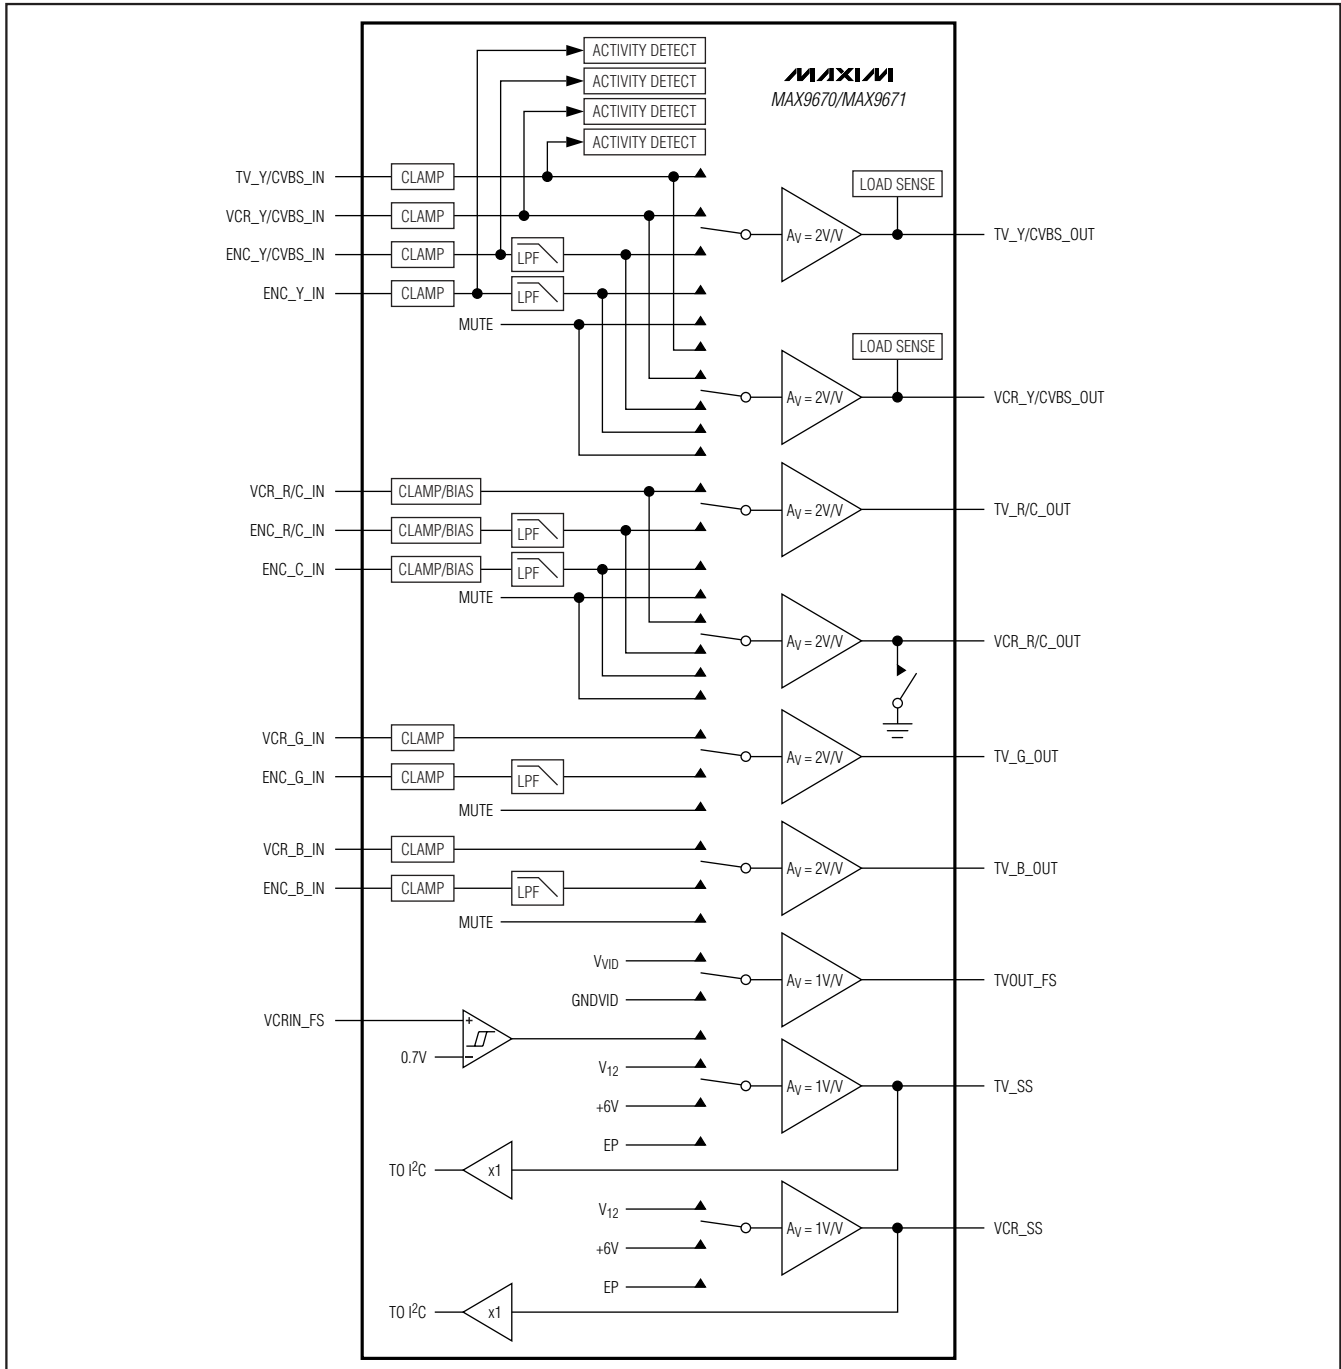 ACTIVITY DETECT
MAXIM
ACTIVITY DETECT
MAX9670/MAX9671
ACTIVITY DETECT
ACTIVITY DETECT
TV_Y/CVBS_IN
CLAMP
LOAD SENSE
VCR_Y/CVBS_IN
CLAMP
AV = 2V/V
TV_Y/CVBS_OUT
ENC_Y/CVBS_IN
CLAMP
LPF
ENC_Y_IN
CLAMP
LPF
MUTE
LOAD SENSE
AV = 2V/V
VCR_Y/CVBS_OUT
VCR_R/C_IN
CLAMP/BIAS
AV = 2V/V
TV_R/C_OUT
ENC_R/C_IN
CLAMP/BIAS
LPF
ENC_C_IN
CLAMP/BIAS
LPF
MUTE
AV = 2V/V
VCR_R/C_OUT
VCR_G_IN
CLAMP
AV = 2V/V
TV_G_OUT
ENC_G_IN
CLAMP
LPF
MUTE
VCR_B_IN
CLAMP
AV = 2V/V
TV_B_OUT
ENC_B_IN
CLAMP
LPF
MUTE
VVID
AV = 1V/V
TVOUT_FS
GNDVID
VCRIN_FS
+
0.7V
−
V12
AV = 1V/V
TV_SS
+6V
EP
TO I²C
x1
V12
AV = 1V/V
VCR_SS
+6V
EP
TO I²C
x1